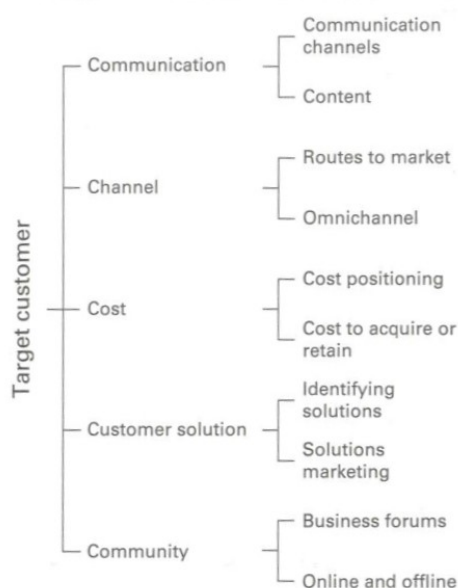 Target customer
Communication
Communication
channels
Content
Channel
Routes to market
Omnichannel
Cost
Cost positioning
Cost to acquire or
retain
Customer solution
Identifying
solutions
Solutions
marketing
Community
Business forums
Online and offline